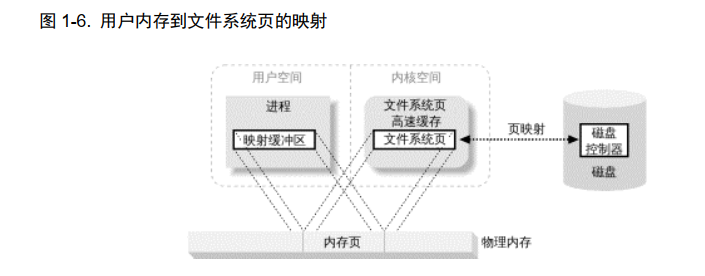 图 1-6. 用户内存到文件系统页的映射
用户空间
内核空间
进程
映射缓冲区
文件系统页
高速缓存
文件系统页
页映射
磁盘
控制器
磁盘
内存页
物理内存